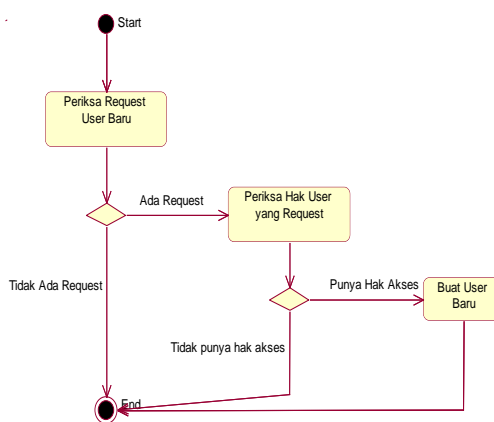 Start
Periksa Request
User Baru
Ada Request
Periksa Hak User
yang Request
Tidak Ada Request
Punya Hak Akses
Buat User
Baru
Tidak punya hak akses
End